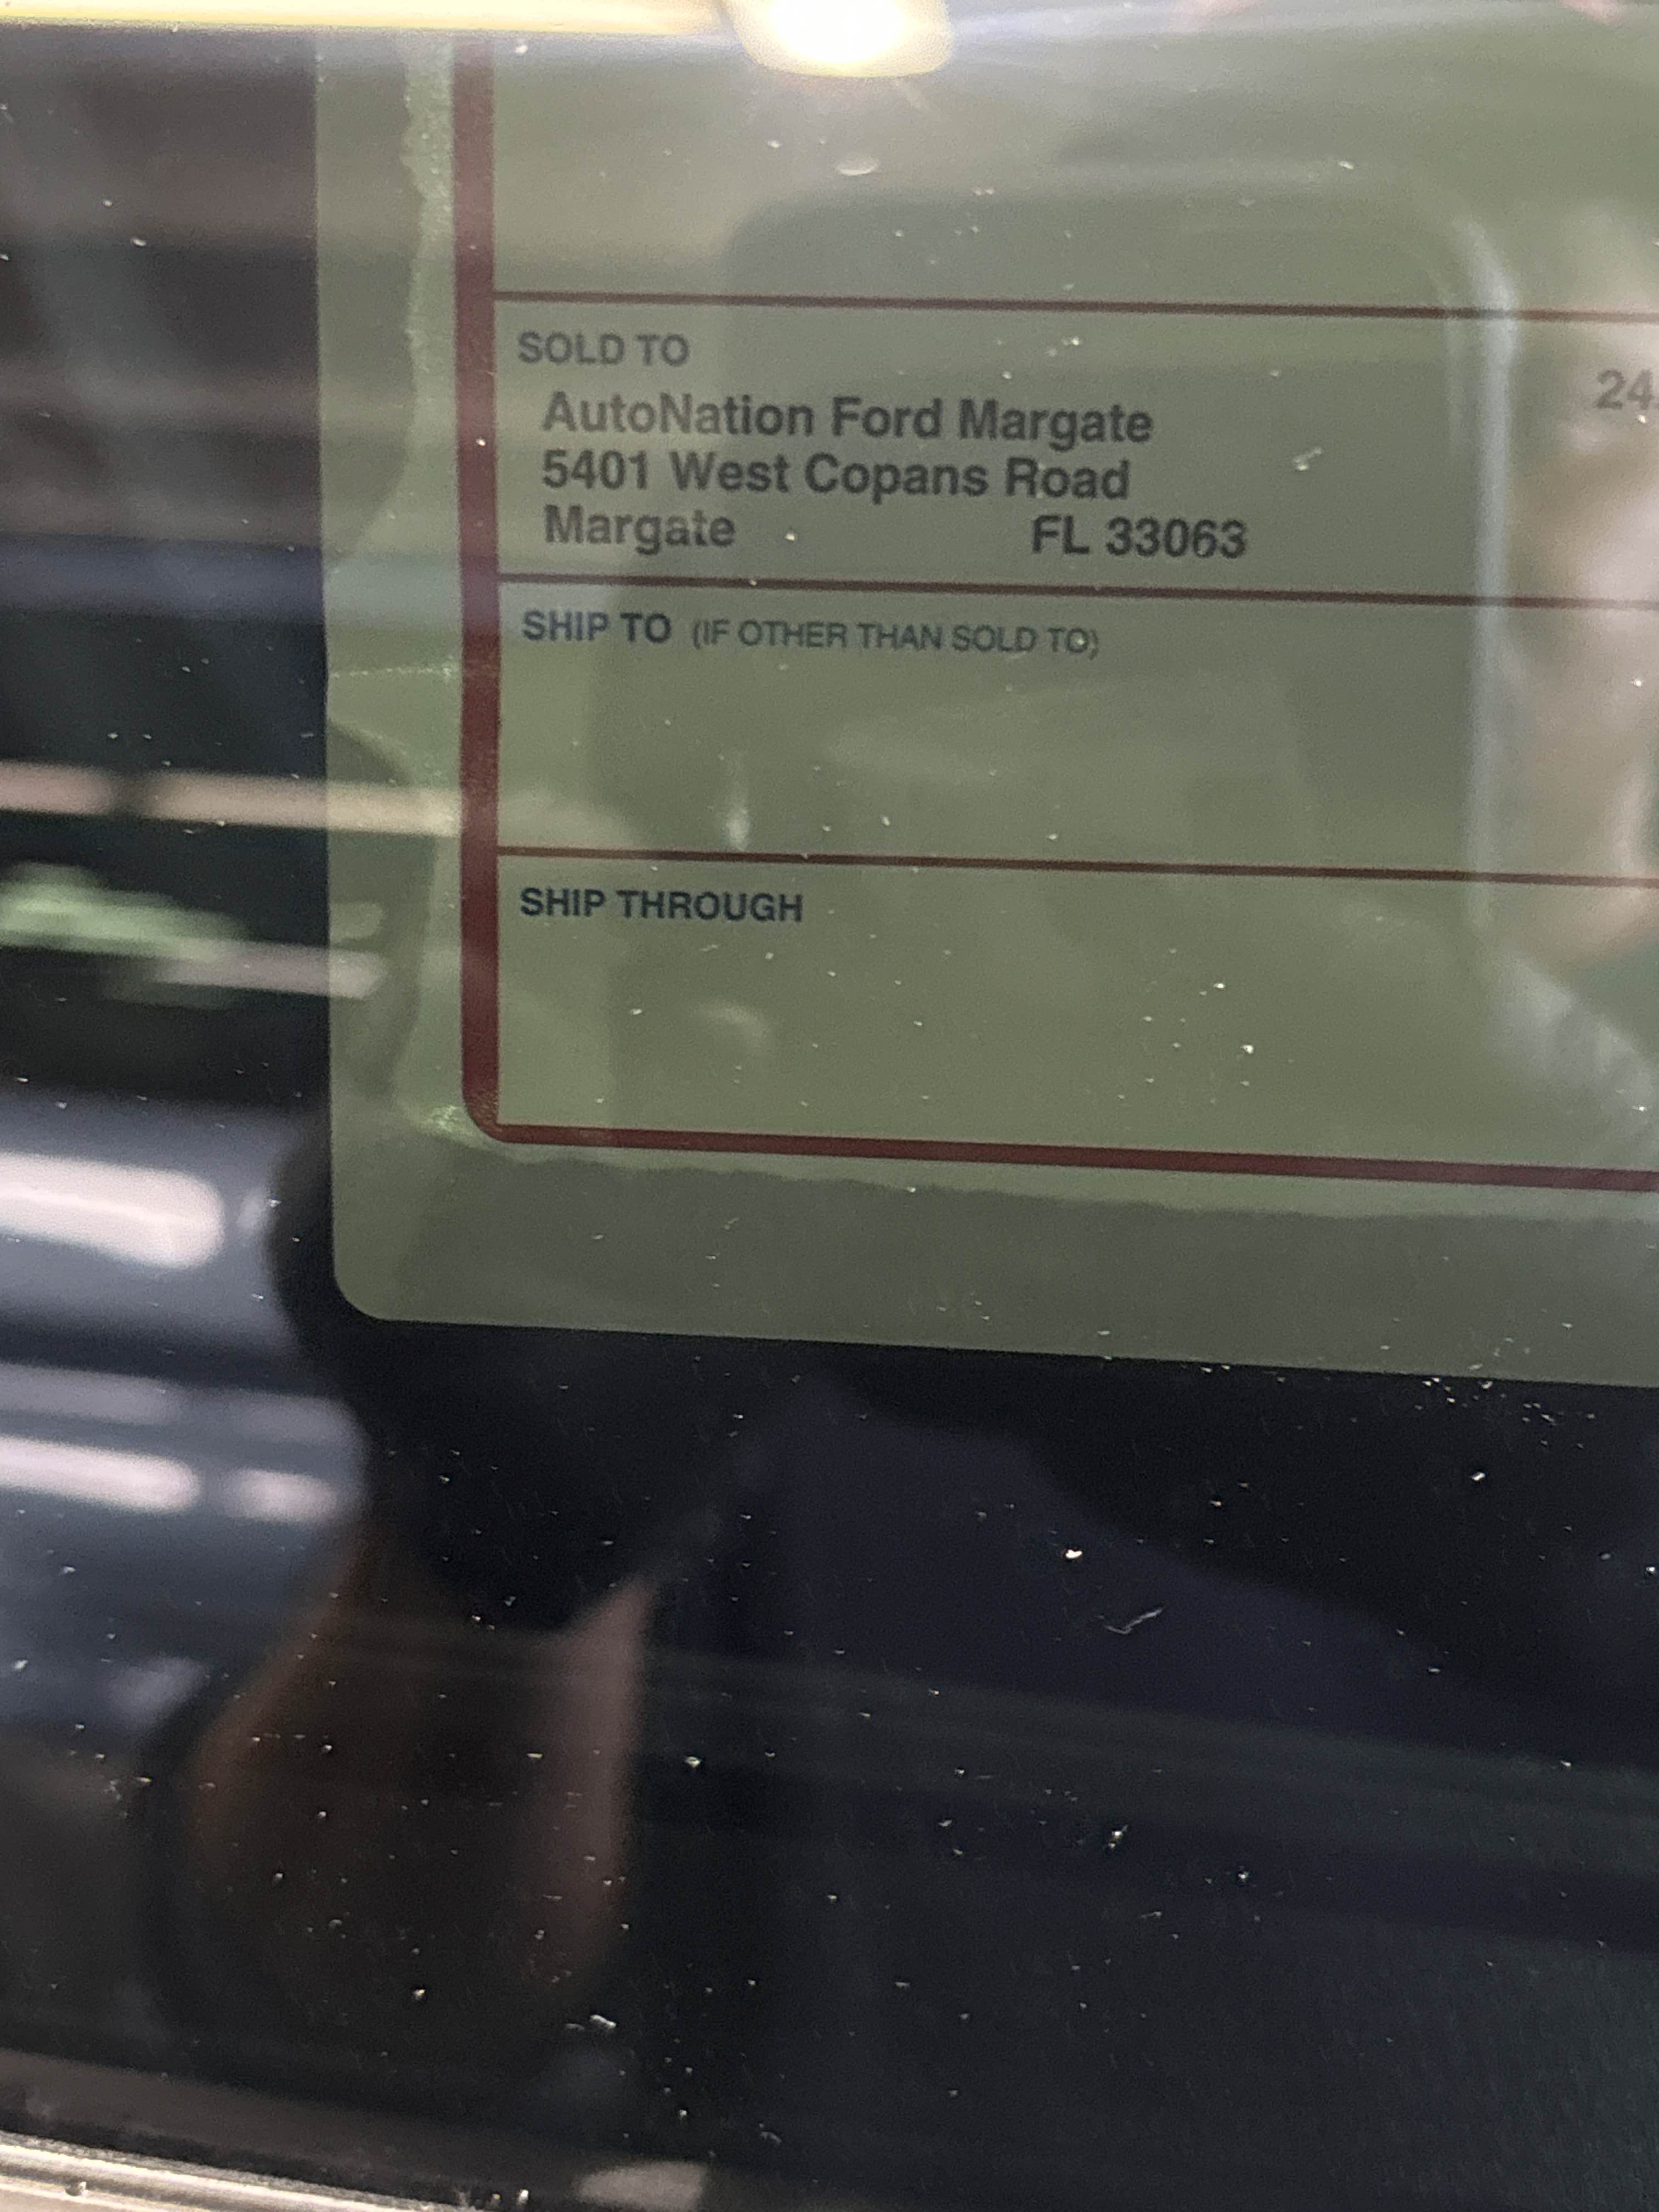 SOLD TO
24
AutoNation Ford Margate
5401 West Copans Road
Margate FL 33063
SHIP TO (IF OTHER THAN SOLD TO)
SHIP THROUGH